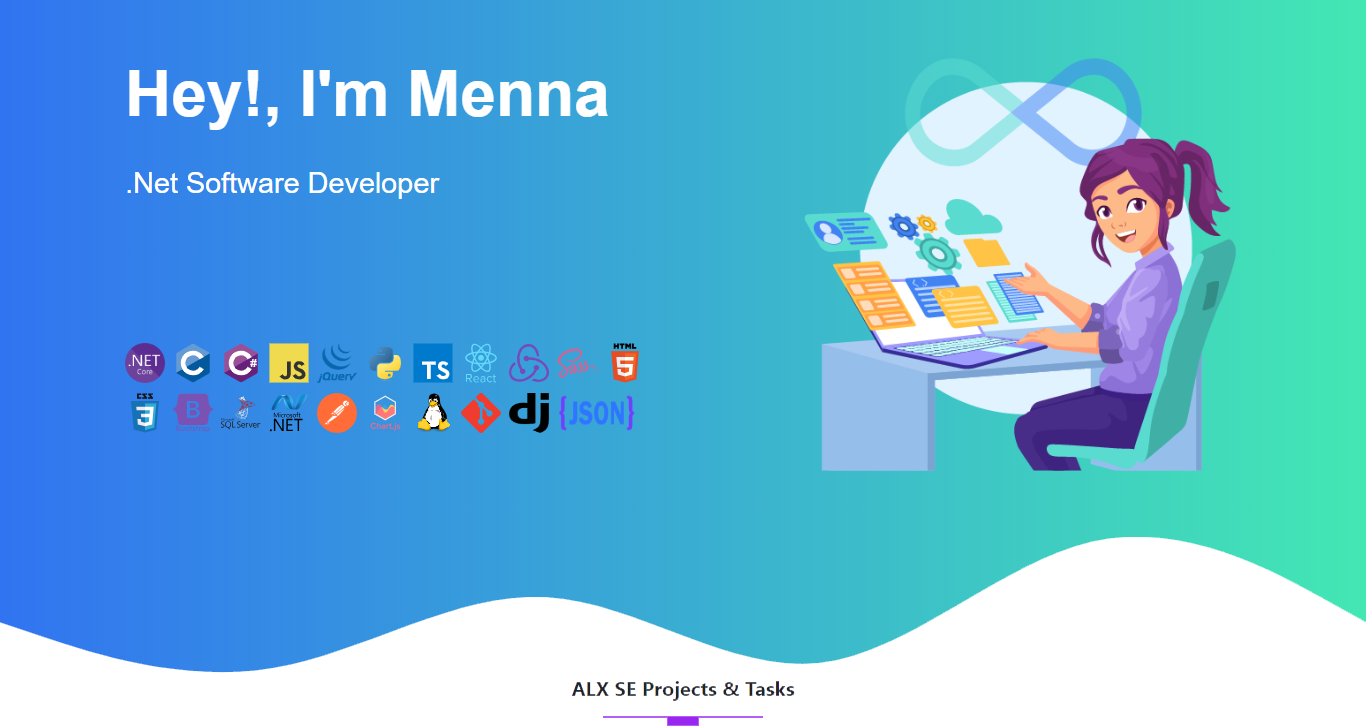 Hey!, I'm Menna
.Net Software Developer
.NET Core
C
C#
JS
jQuery
TS
React
Sass
HTML 5
CSS 3
B
SQL Server
Microsoft .NET
Chart.js
dj
{JSON}
ALX SE Projects & Tasks